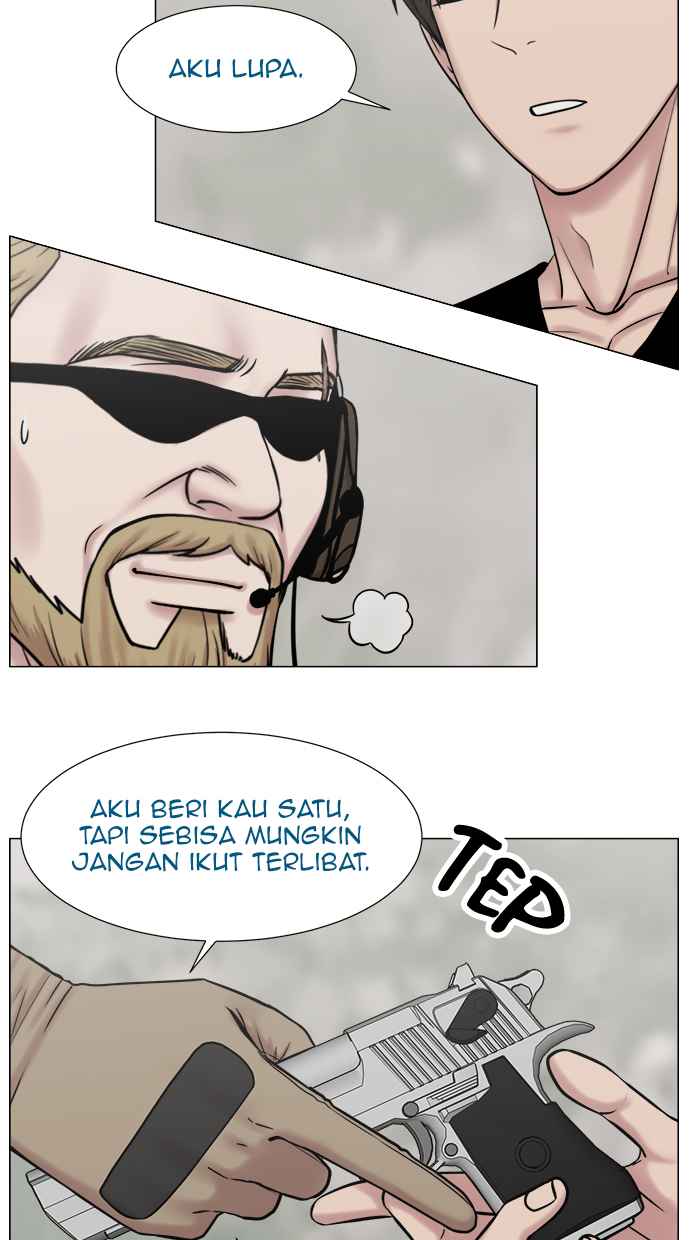 AKU LUPA.
AKU BERI KAU SATU,
TAPI SEBISA MUNGKIN
JANGAN IKUT TERLIBAT.
TEP